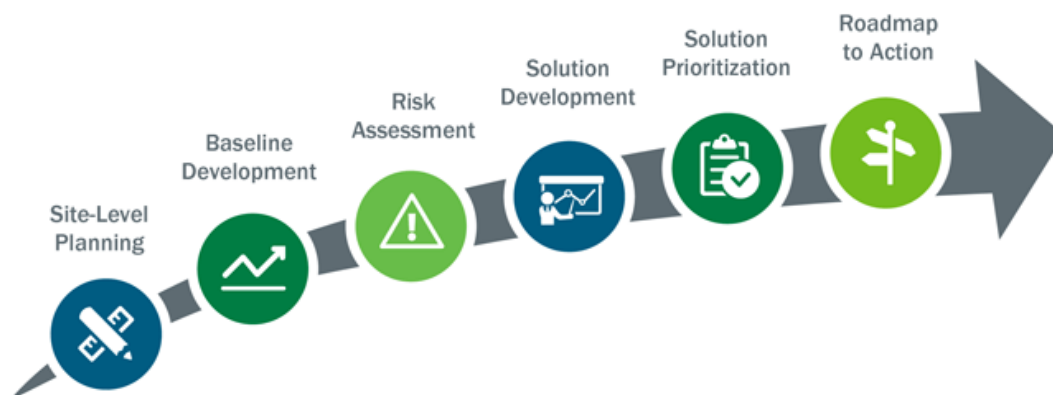 Site-Level
Planning
Baseline
Development
Risk
Assessment
Solution
Development
Solution
Prioritization
Roadmap
to Action